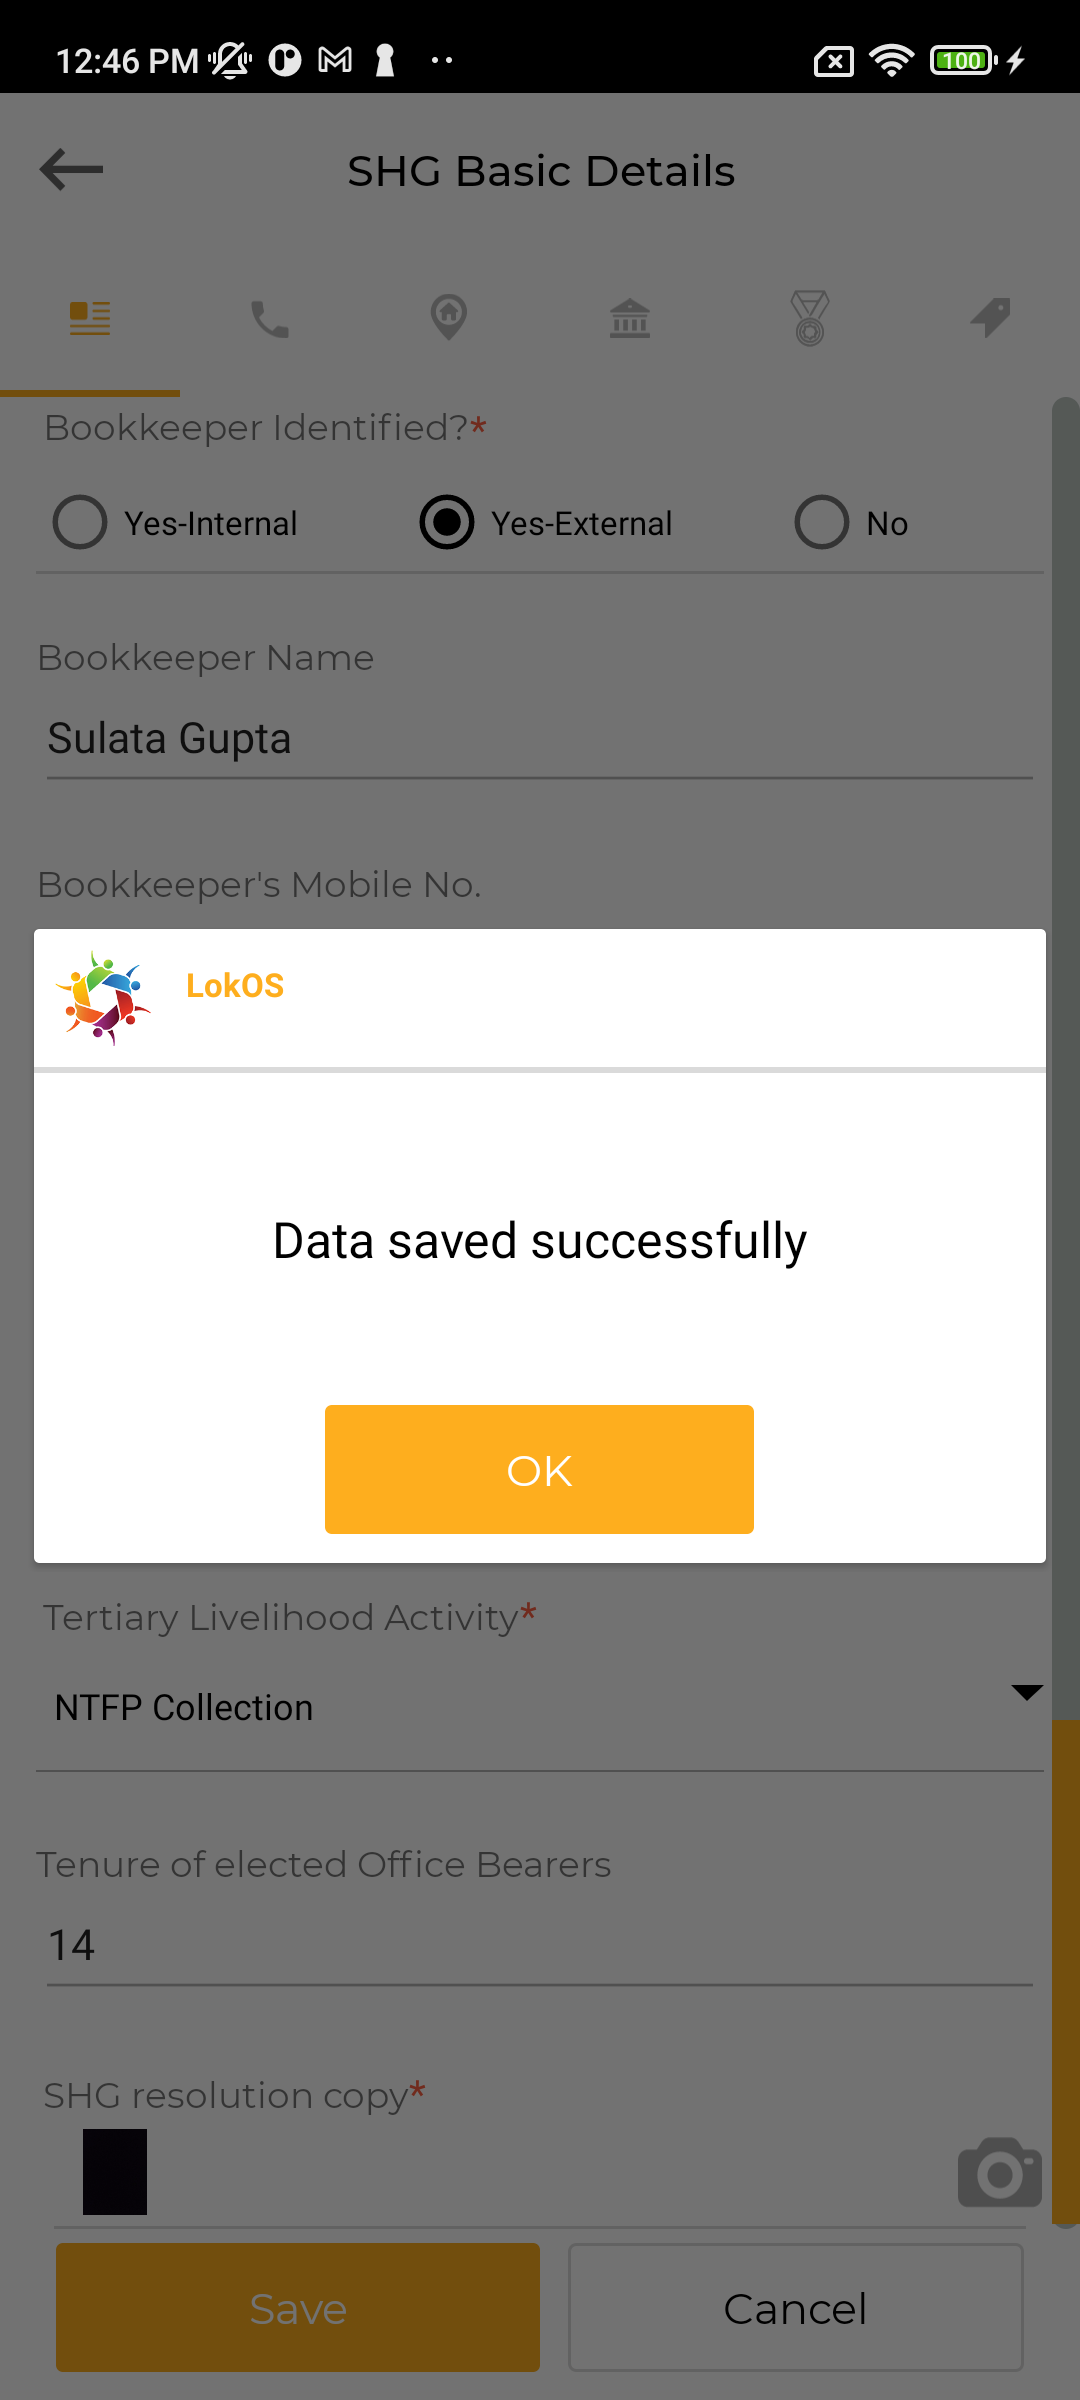 12:46 PM
100
SHG Basic Details
Bookkeeper Identified?*
Yes-Internal Yes-External No
Bookkeeper Name
Sulata Gupta
Bookkeeper's Mobile No.
LokOS
Data saved successfully
OK
Tertiary Livelihood Activity*
NTFP Collection
Tenure of elected Office Bearers
14
SHG resolution copy*
Save Cancel